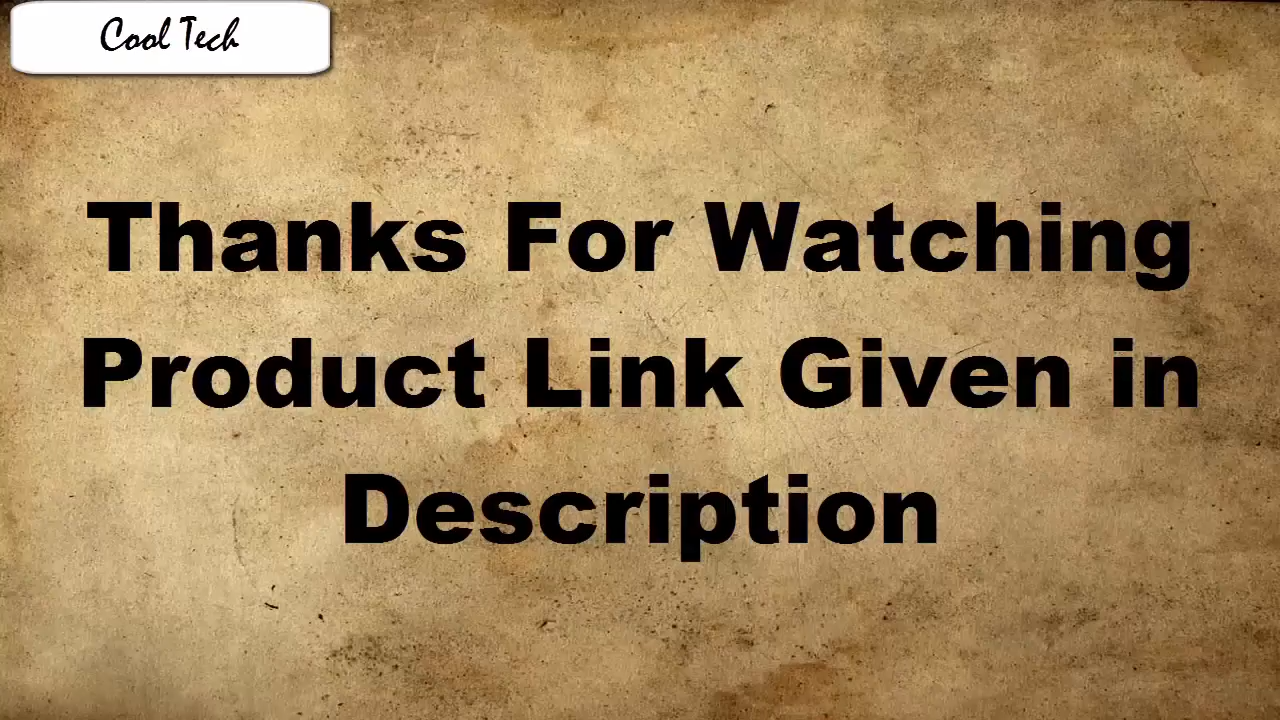 Cool Tech
Thanks For Watching
Product Link Given in
Description